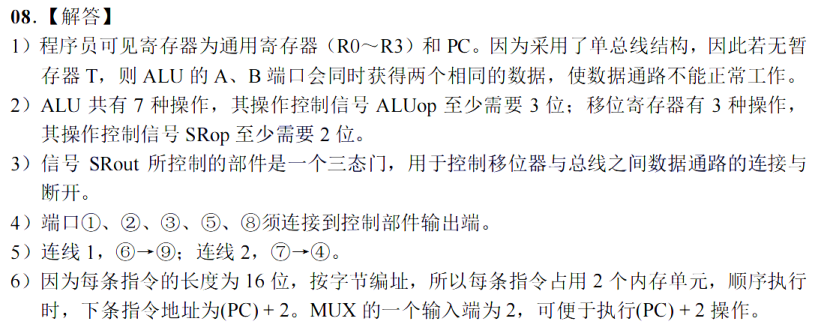 08.【解答】
1）程序员可见寄存器为通用寄存器（R0～R3）和 PC。因为采用了单总线结构，因此若无暂
存器 T，则 ALU 的 A、B 端口会同时获得两个相同的数据，使数据通路不能正常工作。
2）ALU 共有 7 种操作，其操作控制信号 ALUop 至少需要 3 位；移位寄存器有 3 种操作，
其操作控制信号 SRop 至少需要 2 位。
3）信号 SRout 所控制的部件是一个三态门，用于控制移位器与总线之间数据通路的连接与
断开。
4）端口①、②、③、⑤、⑧须连接到控制部件输出端。
5）连线 1，⑥→⑨；连线 2，⑦→④。
6）因为每条指令的长度为 16 位，按字节编址，所以每条指令占用 2 个内存单元，顺序执行
时，下条指令地址为(PC) + 2。MUX 的一个输入端为 2，可便于执行(PC) + 2 操作。